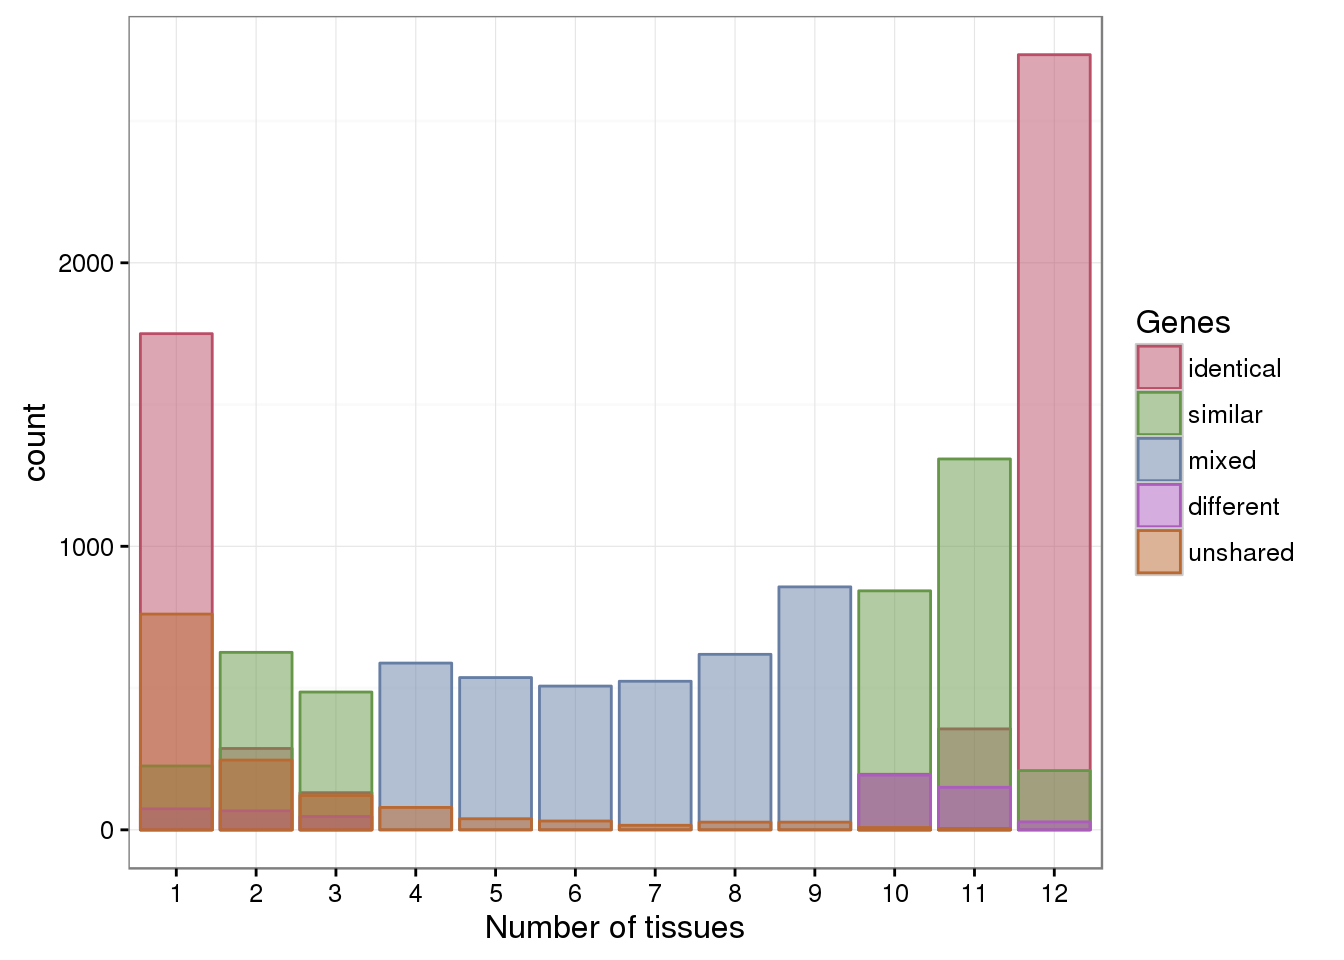 2000
1000
0
count
1 2 3 4 5 6 7 8 9 10 11 12
Number of tissues
Genes
identical
similar
mixed
different
unshared